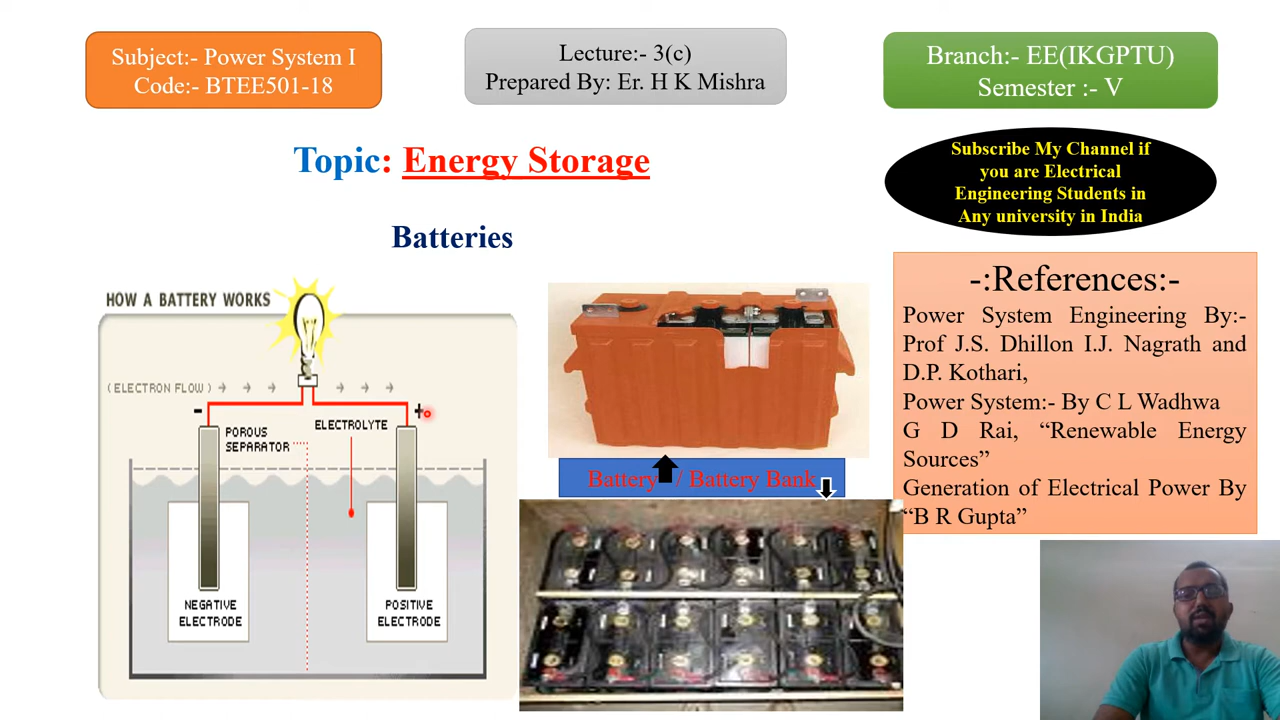 Subject:- Power System I
Code:- BTEE501-18
Lecture:- 3(c)
Prepared By: Er. H K Mishra
Branch:- EE(IKGPTU)
Semester :- V
Topic: Energy Storage
Subscribe My Channel if
you are Electrical
Engineering Students in
Any university in India
Batteries
HOW A BATTERY WORKS
(ELECTRON FLOW)
-
+
POROUS
SEPARATOR
ELECTROLYTE
NEGATIVE
ELECTRODE
POSITIVE
ELECTRODE
Battery / Battery Bank
-:References:-
Power System Engineering By:-
Prof J.S. Dhillon I.J. Nagrath and
D.P. Kothari,
Power System:- By C L Wadhwa
G D Rai, “Renewable Energy
Sources”
Generation of Electrical Power By
“B R Gupta”